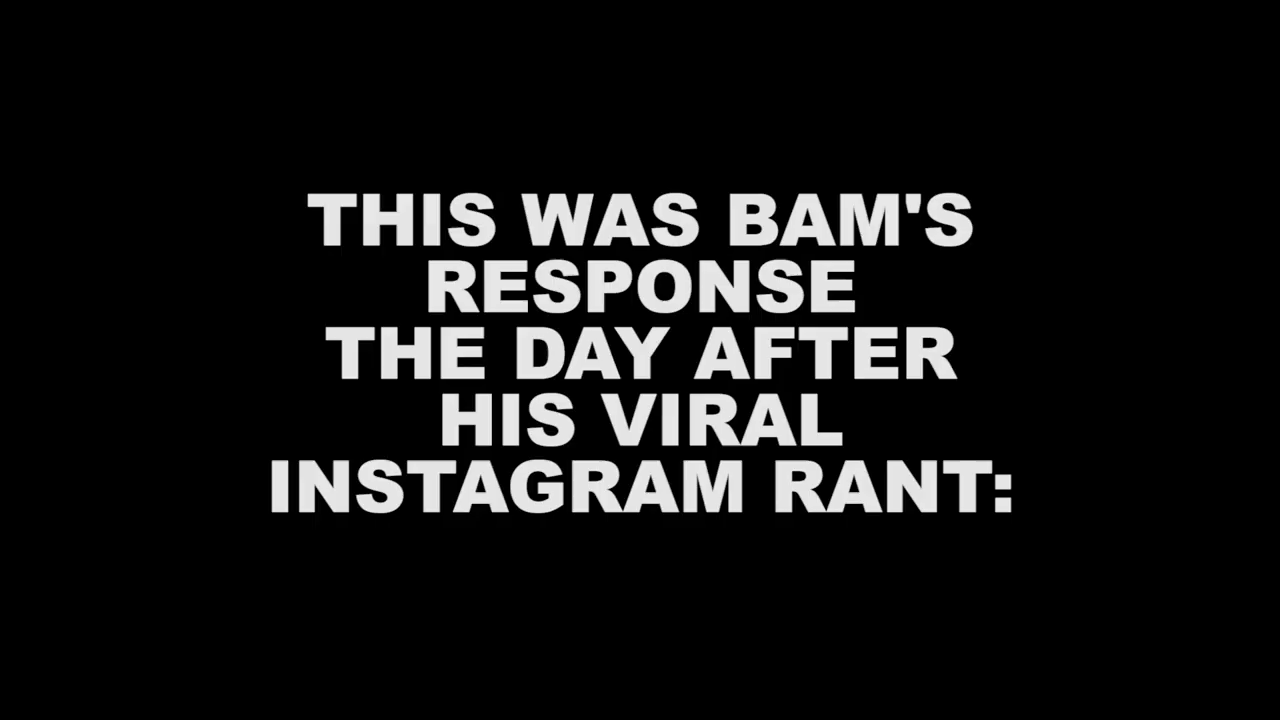 THIS WAS BAM'S
RESPONSE
THE DAY AFTER
HIS VIRAL
INSTAGRAM RANT: